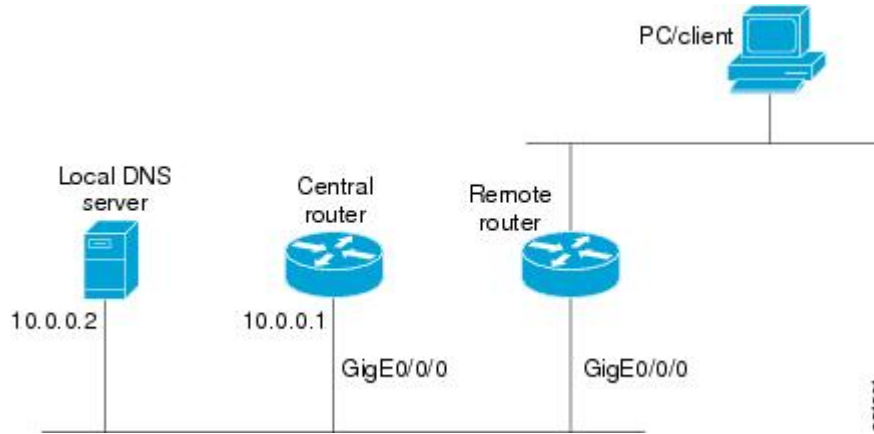 PC/client
Local DNS
server
Central
router
Remote
router
10.0.0.2
10.0.0.1
GigE0/0/0
GigE0/0/0